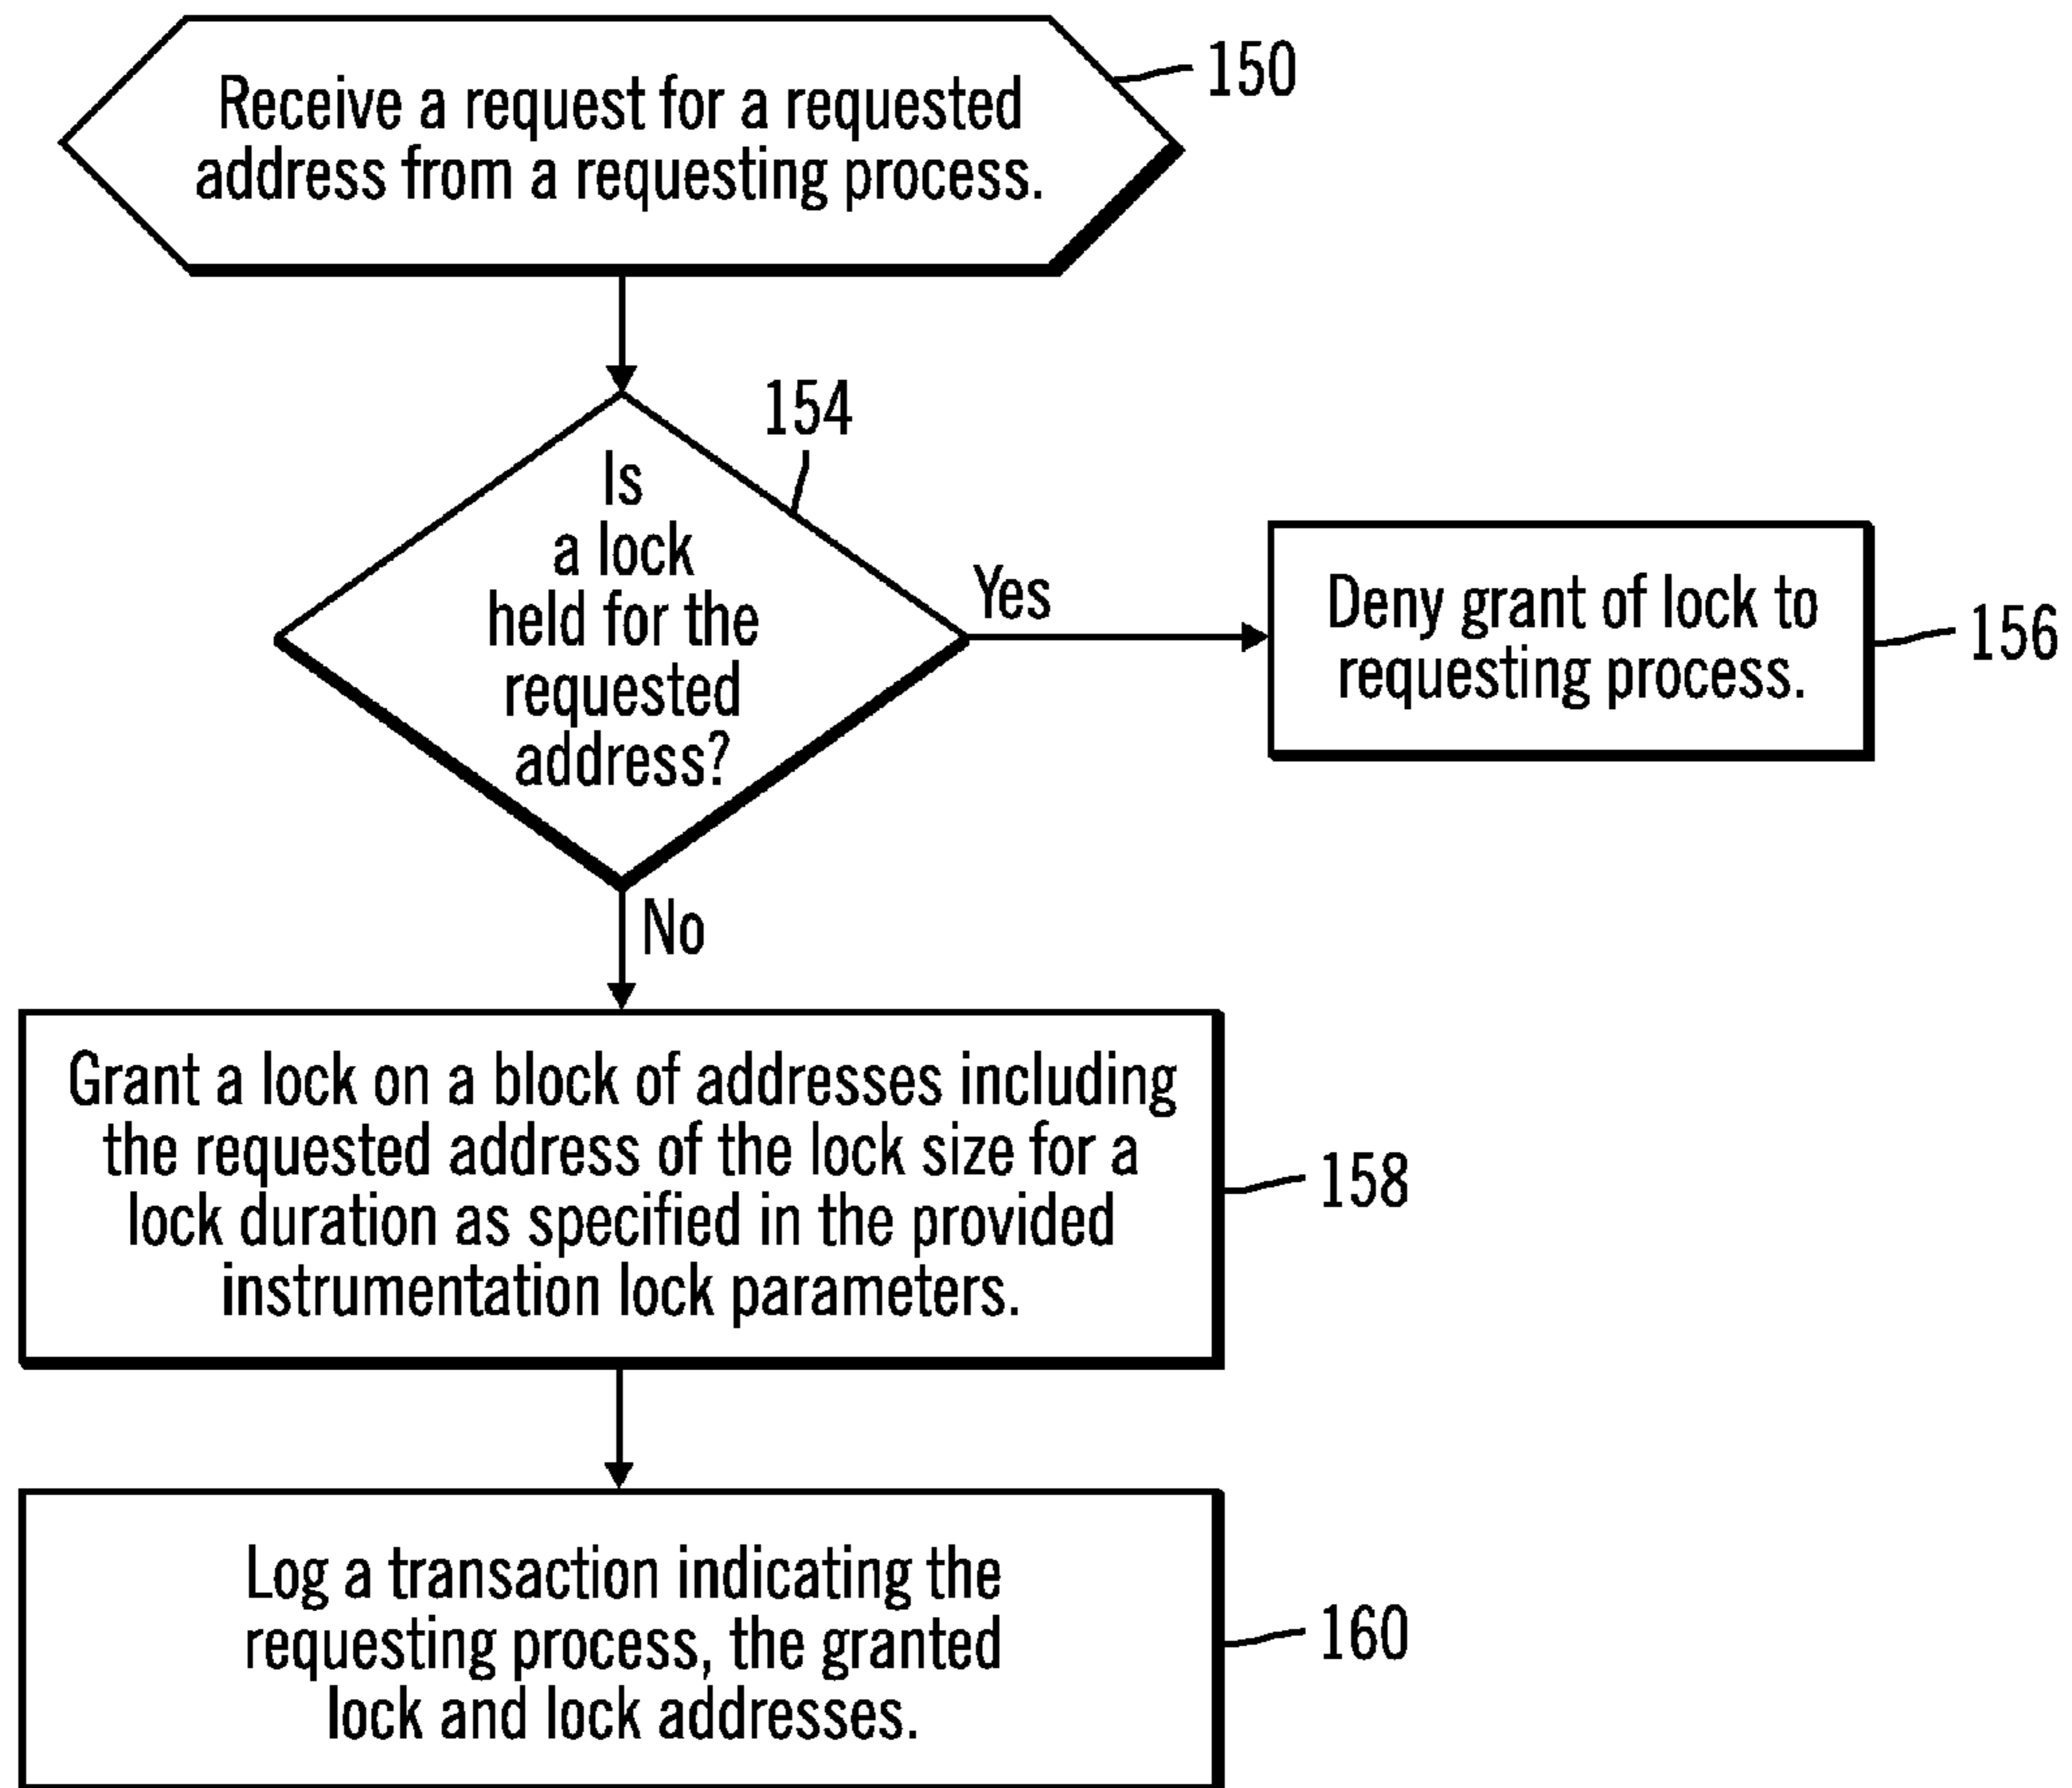 Receive a request for a requested
address from a requesting process.
150
154
Is
a lock
held for the
requested
address?
Yes
Deny grant of lock to
requesting process.
156
No
Grant a lock on a block of addresses including
the requested address of the lock size for a
lock duration as specified in the provided
instrumentation lock parameters.
158
Log a transaction indicating the
requesting process, the granted
lock and lock addresses.
160